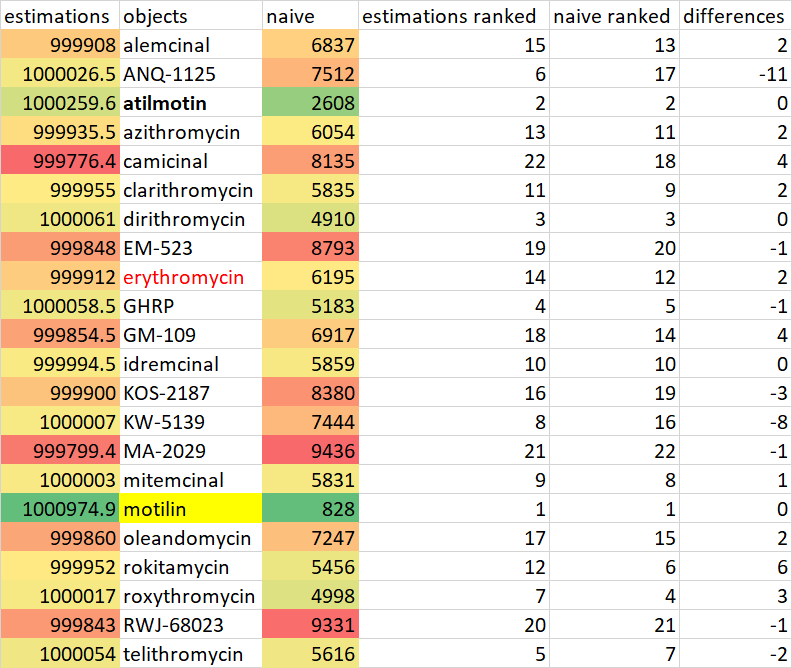 estimations objects naive estimations ranked naive ranked differences
999908 alemcinal 6837 15 13 2
1000026.5 ANQ-1125 7512 6 17 -11
1000259.6 atilmotin 2608 2 2 0
999935.5 azithromycin 6054 13 11 2
999776.4 camicinal 8135 22 18 4
999955 clarithromycin 5835 11 9 2
1000061 dirithromycin 4910 3 3 0
999848 EM-523 8793 19 20 -1
999912 erythromycin 6195 14 12 2
1000058.5 GHRP 5183 4 5 -1
999854.5 GM-109 6917 18 14 4
999994.5 idremcinal 5859 10 10 0
999900 KOS-2187 8380 16 19 -3
1000007 KW-5139 7444 8 16 -8
999799.4 MA-2029 9436 21 22 -1
1000003 mitemcinal 5831 9 8 1
1000974.9 motilin 828 1 1 0
999860 oleandomycin 7247 17 15 2
999952 rokitamycin 5456 12 6 6
1000017 roxythromycin 4998 7 4 3
999843 RWJ-68023 9331 20 21 -1
1000054 telithromycin 5616 5 7 -2